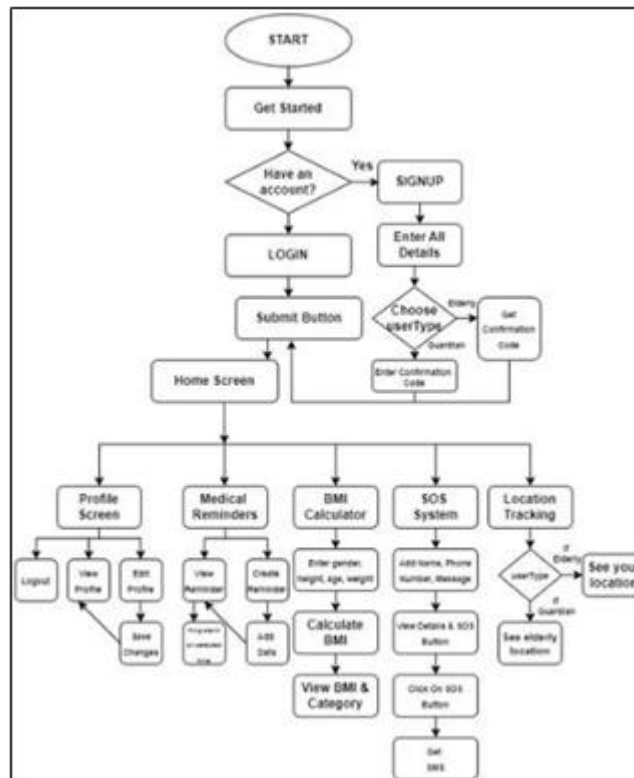 START
Get Started
Have an
account?
Yes
SIGNUP
LOGIN
Enter All
Details
Submit Button
Choose
userType
Elderly
Get
Confirmation
Code
Guardian
Enter Confirmation
Code
Home Screen
Profile
Screen
Medical
Reminders
BMI
Calculator
SOS
System
Location
Tracking
Logout
View
Profile
Edit
Profile
View
Reminder
Create
Reminder
Enter gender,
height, age, weight
Add Name, Phone
Number, Message
userType
if
Elderly
See your
location
if
Guardian
Save
Changes
Add
Data
Calculate
BMI
View Details & SOS
Button
See elderly
location
View BMI &
Category
Click On SOS
Button
Get
SMS